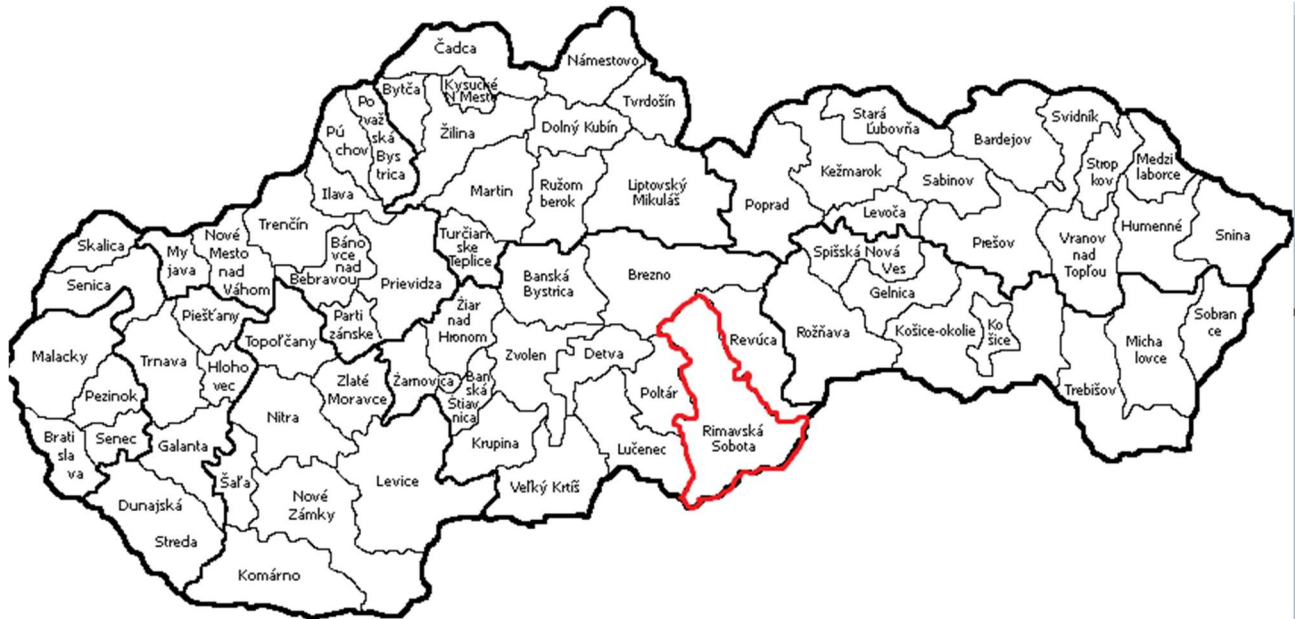 Čadca
Námestovo
Bytča
Kysucké
N Mesto
Tvrdošín
Po
važ
ská
Bys
trica
Pú
chov
Žilina
Dolný Kubín
Stará
Ľubovňa
Bardejov
Svidník
Strop
kov
Medzi
laborce
Ilava
Martin
Ružom
berok
Liptovský
Mikuláš
Poprad
Kežmarok
Sabinov
Levoča
Prešov
Vranov
nad
Topľou
Humenné
Snina
Skalica
Senica
My
java
Nové
Mesto
nad
Váhom
Trenčín
Báno
vce nad
Bebravou
Prievidza
Turčian
ske
Teplice
Banská
Bystrica
Brezno
Spišská Nová
Ves
Gelnica
Piešťany
Topoľčany
Parti
zánske
Žiar
nad
Hronom
Zvolen
Detva
Revúca
Rožňava
Košice-okolie
Ko
šice
Sobran
ce
Micha
lovce
Trebišov
Malacky
Trnava
Hloho
vec
Pezinok
Zlaté
Moravce
Žarnovica
Ban
ská
Štiav
nica
Poltár
Rimavská
Sobota
Brati
sla
va
Senec
Galanta
Nitra
Krupina
Lučenec
Šaľa
Levice
Veľký Krtíš
Dunajská
Streda
Nové
Zámky
Komárno